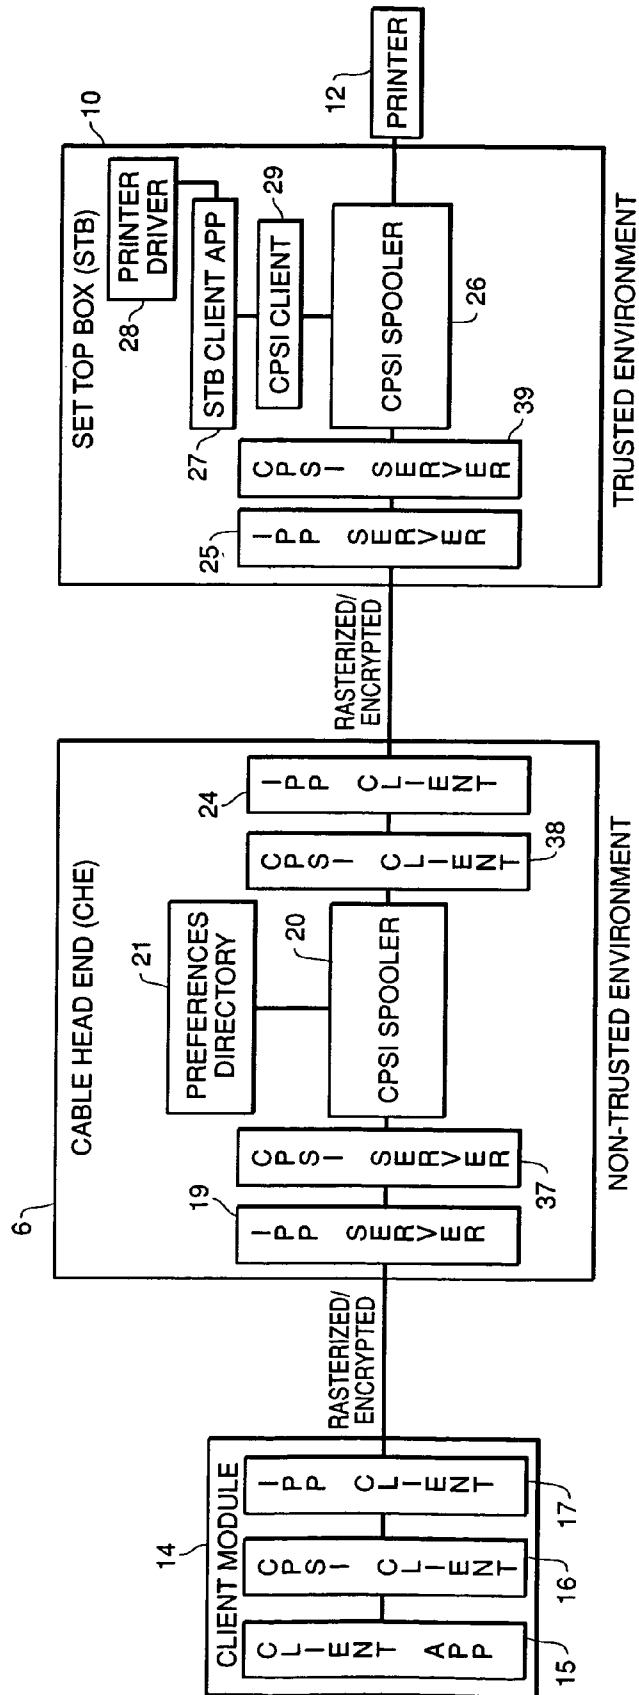 CLIENT MODULE
14
CLIENT APP
15
CPSI CLIENT
16
IPP CLIENT
17
RASTERIZED/
ENCRYPTED
6
CABLE HEAD END (CHE)
19
IPP SERVER
CPSI SERVER
37
PREFERENCES
DIRECTORY
21
20
CPSI SPOOLER
CPSI CLIENT
38
24
IPP CLIENT
NON-TRUSTED ENVIRONMENT
RASTERIZED/
ENCRYPTED
SET TOP BOX (STB)
10
25
IPP SERVER
CPSI SERVER
39
PRINTER
DRIVER
28
STB CLIENT APP
27
CPSI CLIENT
29
CPSI SPOOLER
26
TRUSTED ENVIRONMENT
12
PRINTER